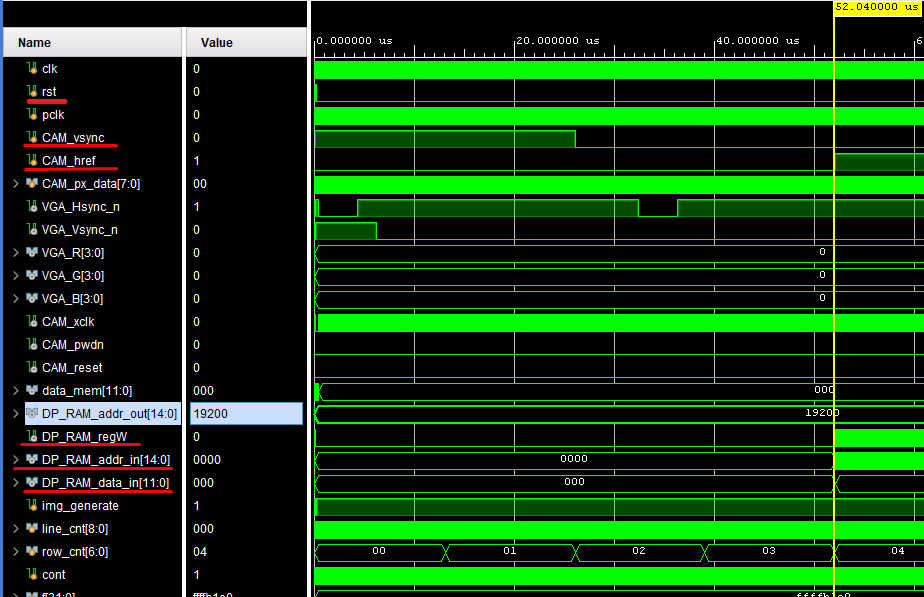 52.040000 us
Name Value
0.000000 us 20.000000 us 40.000000 us 6
clk 0
rst 0
pclk 0
CAM_vsync 0
CAM_href 1
CAM_px_data[7:0] 00
VGA_Hsync_n 1
VGA_Vsync_n 0
VGA_R[3:0] 0 0
VGA_G[3:0] 0 0
VGA_B[3:0] 0 0
CAM_xclk 0
CAM_pwdn 0
CAM_reset 0
data_mem[11:0] 000 000
DP_RAM_addr_out[14:0] 19200 19200
DP_RAM_regW 0
DP_RAM_addr_in[14:0] 0000 0000
DP_RAM_data_in[11:0] 000 000
img_generate 1
line_cnt[8:0] 000
row_cnt[6:0] 04 00 01 02 03 04
cont 1